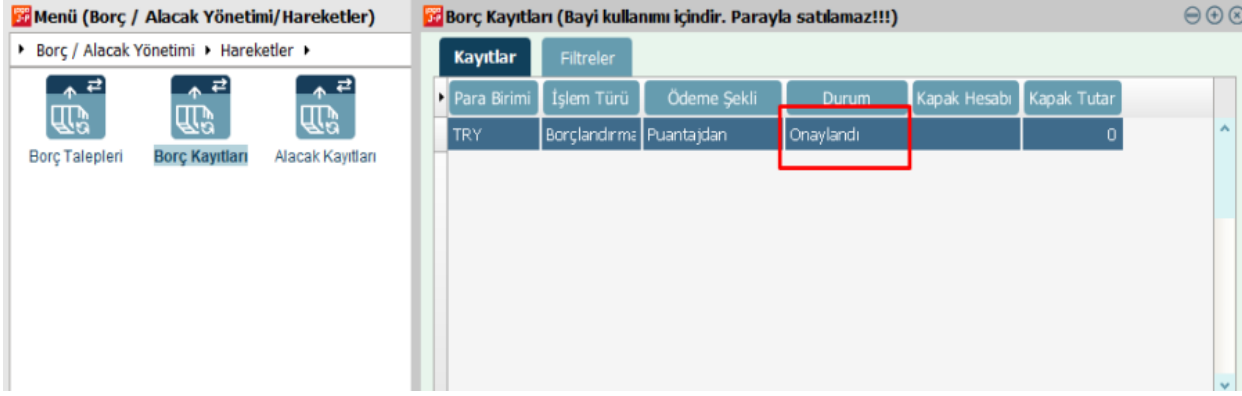 Menü (Borç / Alacak Yönetimi/Hareketler)
Borç / Alacak Yönetimi Hareketler
Borç Talepleri Borç Kayıtları Alacak Kayıtları
Borç Kayıtları (Bayi kullanımı içindir. Parayla satılamaz!!!)
Kayıtlar Filtreler
Para Birimi İşlem Türü Ödeme Şekli Durum Kapak Hesabı Kapak Tutar
TRY Borçlandırma Puantajdan Onaylandı 0